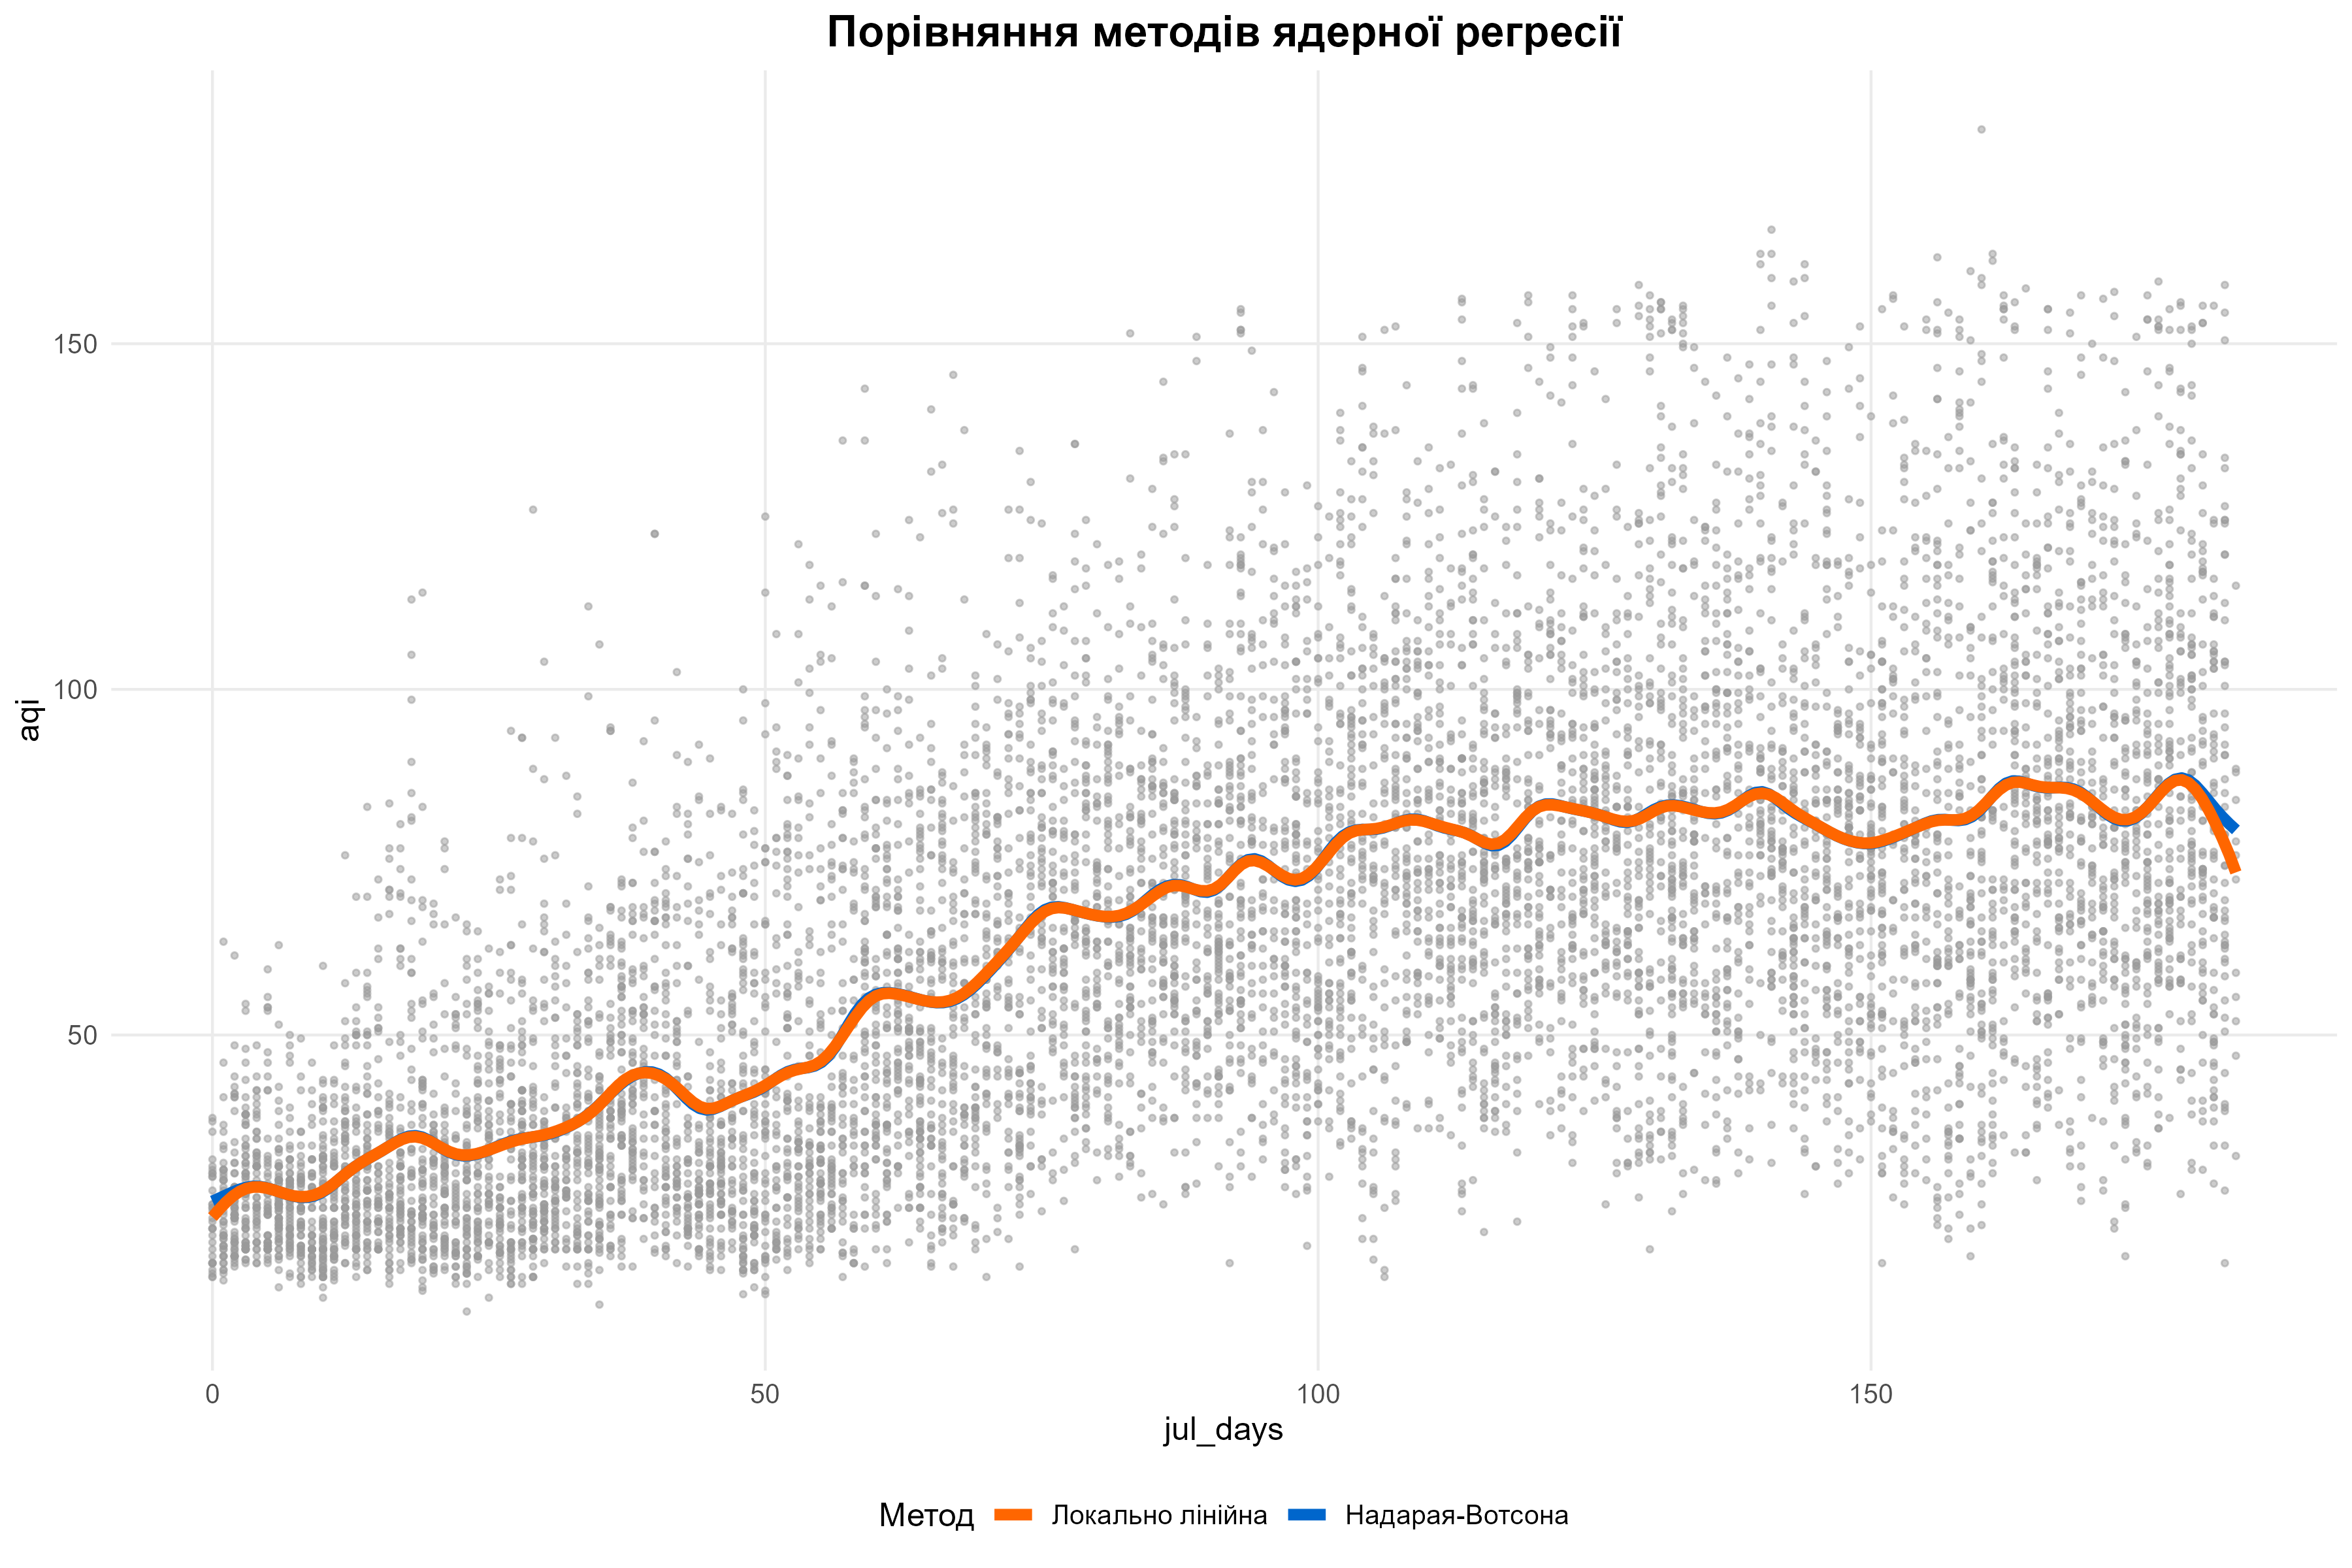 Порівняння методів ядерної регресії
150
100
50
aqi
0 50 100 150
jul_days
Метод Локально лінійна Надарая-Вотсона